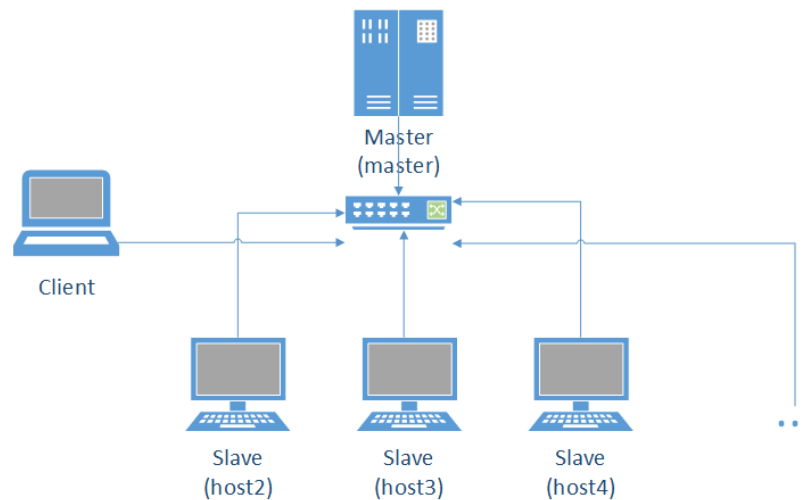 Master
(master)
Client
Slave
(host2)
Slave
(host3)
Slave
(host4)